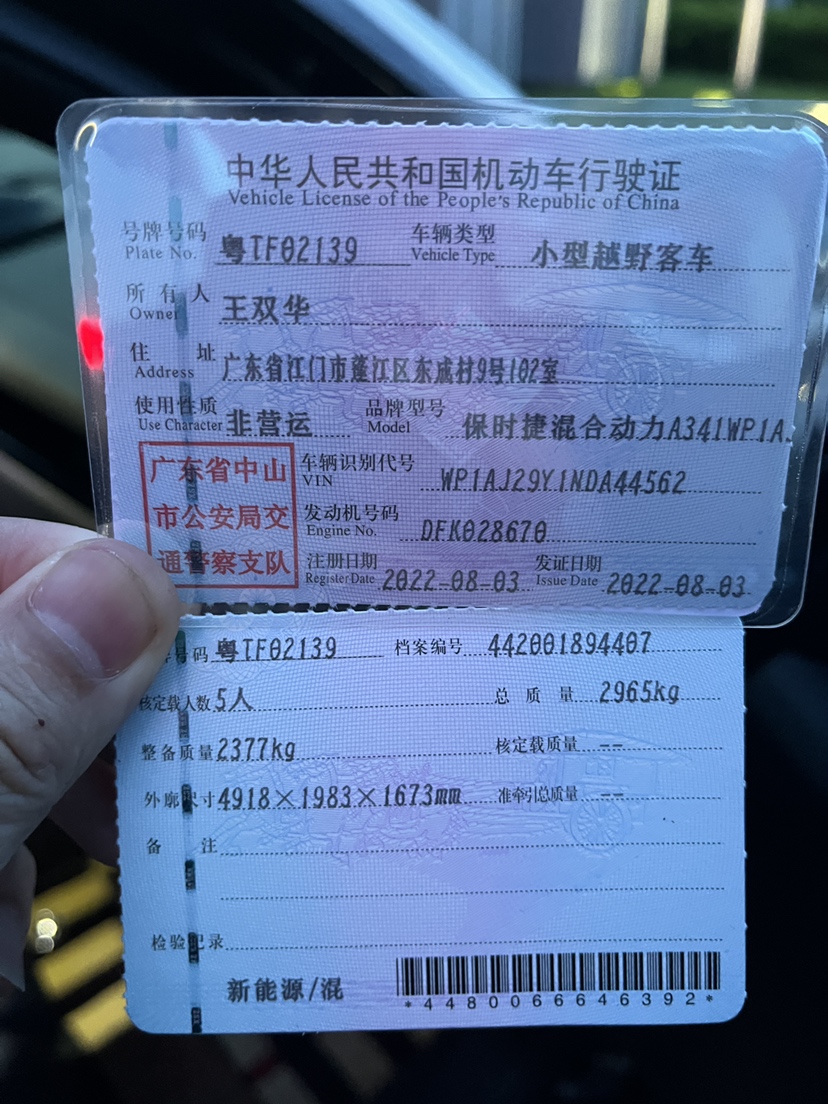 中华人民共和国机动车行驶证
Vehicle License of the People's Republic of China
号牌号码 Plate No. 粤TF02139 车辆类型 Vehicle Type 小型越野客车
所有人 Owner 王双华
住址 Address 广东省江门市蓬江区东成村9号102室
使用性质 Use Character 非营运 品牌型号 Model 保时捷混合动力A341WP1A
广东省中山
市公安局交
通警察支队
车辆识别代号 VIN WP1AJ29Y1NDA44562
发动机号码 Engine No. DFK028670
注册日期 Register Date 2022-08-03 发证日期 Issue Date 2022-08-03
号码 粤TF02139 档案编号 442001894407
核定载人数 5人 总质量 2965kg
整备质量 2377kg 核定载质量 --
外廓尺寸 4918×1983×1673mm 准牵引总质量 --
备注
检验记录
新能源/混
*4480066646392*